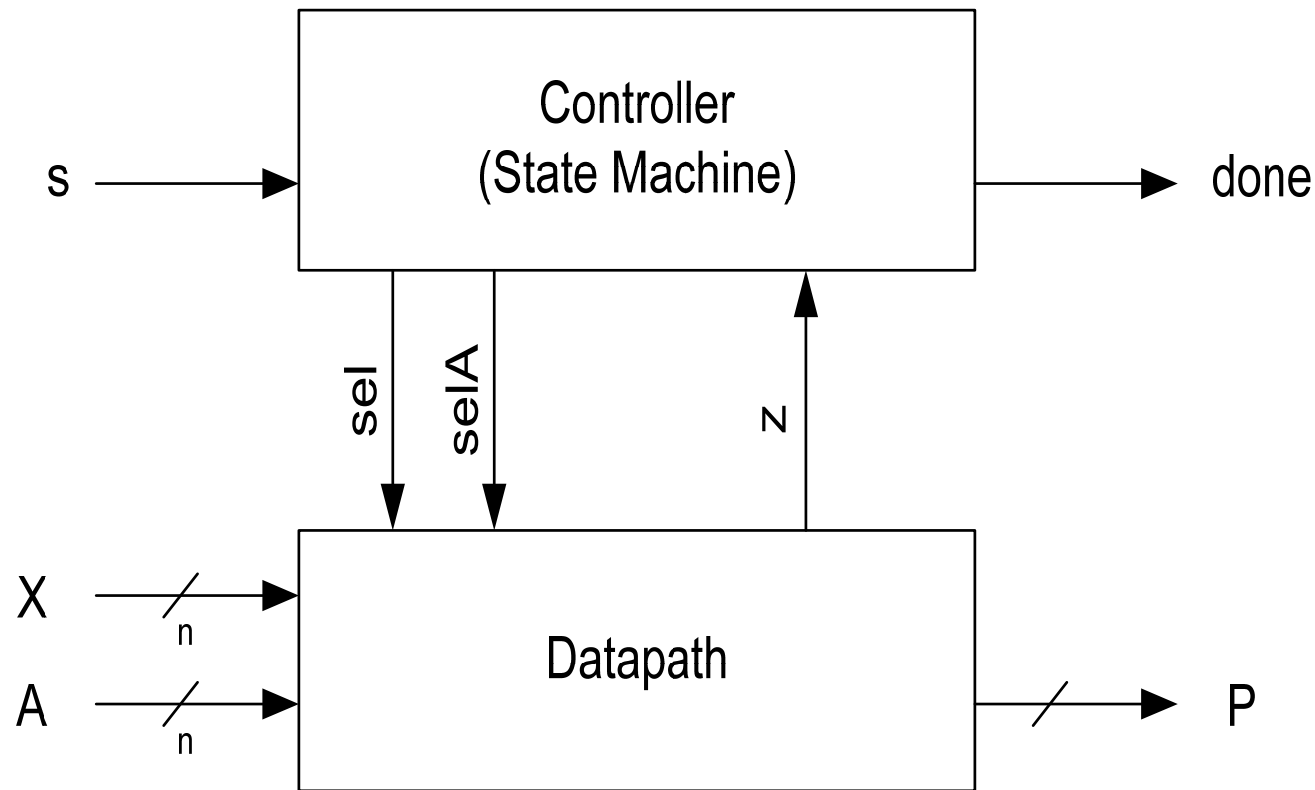 Controller
(State Machine)
s
done
sel
selA
z
X
n
A
n
Datapath
P